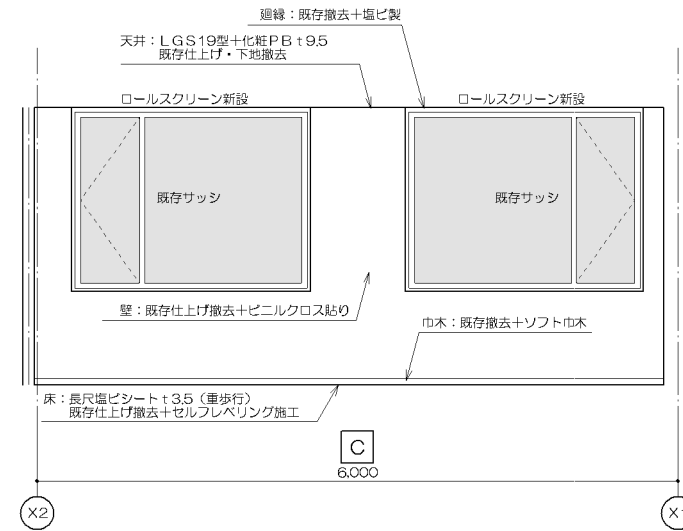 廻縁：既存撤去＋塩ビ製
天井：ＬＧＳ19型＋化粧ＰＢｔ9.5
既存仕上げ・下地撤去
ロールスクリーン新設
ロールスクリーン新設
既存サッシ
既存サッシ
壁：既存仕上げ撤去＋ビニルクロス貼り
巾木：既存撤去＋ソフト巾木
床：長尺塩ビシートｔ3.5（重歩行）
既存仕上げ撤去＋セルフレベリング施工
C
6,000
X2
X1